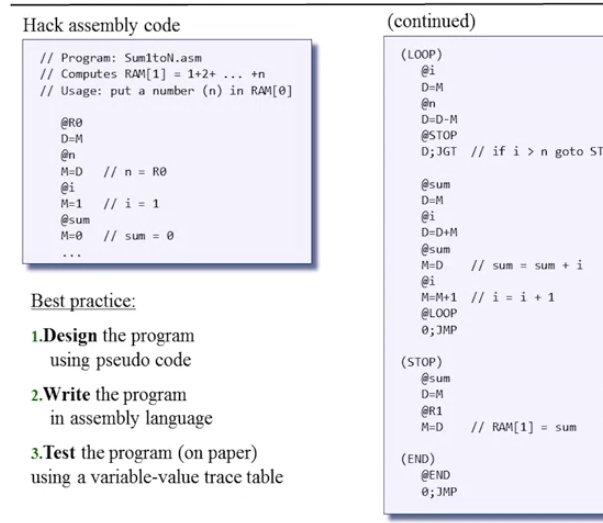 Hack assembly code
// Program: Sum1toN.asm
// Computes RAM[1] = 1+2+ ... +n
// Usage: put a number (n) in RAM[0]
@R0
D=M
@n
M=D // n = R0
@i
M=1 // i = 1
@sum
M=0 // sum = 0
...
Best practice:
1.Design the program
using pseudo code
2.Write the program
in assembly language
3.Test the program (on paper)
using a variable-value trace table
(continued)
(LOOP)
@i
D=M
@n
D=D-M
@STOP
D;JGT // if i > n goto ST
@sum
D=M
@i
D=D+M
@sum
M=D // sum = sum + i
@i
M=M+1 // i = i + 1
@LOOP
0;JMP
(STOP)
@sum
D=M
@R1
M=D // RAM[1] = sum
(END)
@END
0;JMP